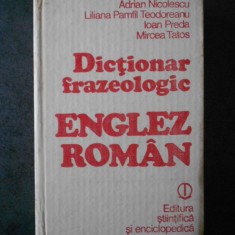 Adrian Nicolescu
Liliana Pamfil Teodoreanu
Ioan Preda
Mircea Tatos
Dicționar
frazeologic
ENGLEZ
ROMÂN
Editura
științifică
și enciclopedică